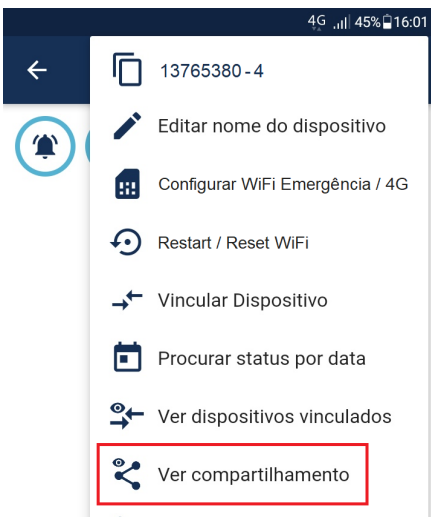 4G 45% 16:01
13765380-4
Editar nome do dispositivo
Configurar WiFi Emergência / 4G
Restart / Reset WiFi
Vincular Dispositivo
Procurar status por data
Ver dispositivos vinculados
Ver compartilhamento